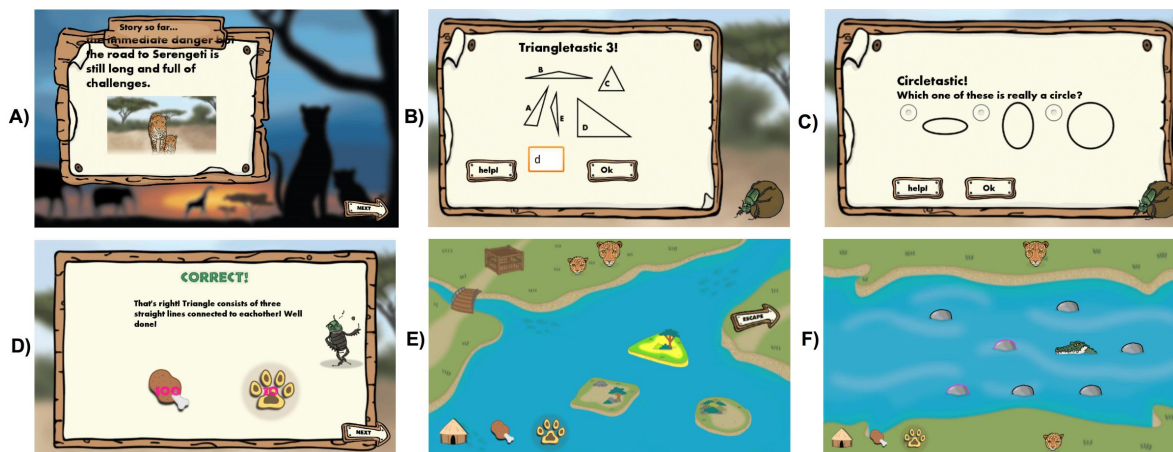 A)
Story so far...
the immediate danger but
the road to Serengeti is
still long and full of
challenges.
NEXT
B)
Triangletastic 3!
B
C
A
E
D
d
help!
Ok
C)
Circletastic!
Which one of these is really a circle?
help!
Ok
D)
CORRECT!
That's right! Triangle consists of three
straight lines connected to eachother! Well
done!
100
NEXT
E)
ESCAPE
F)